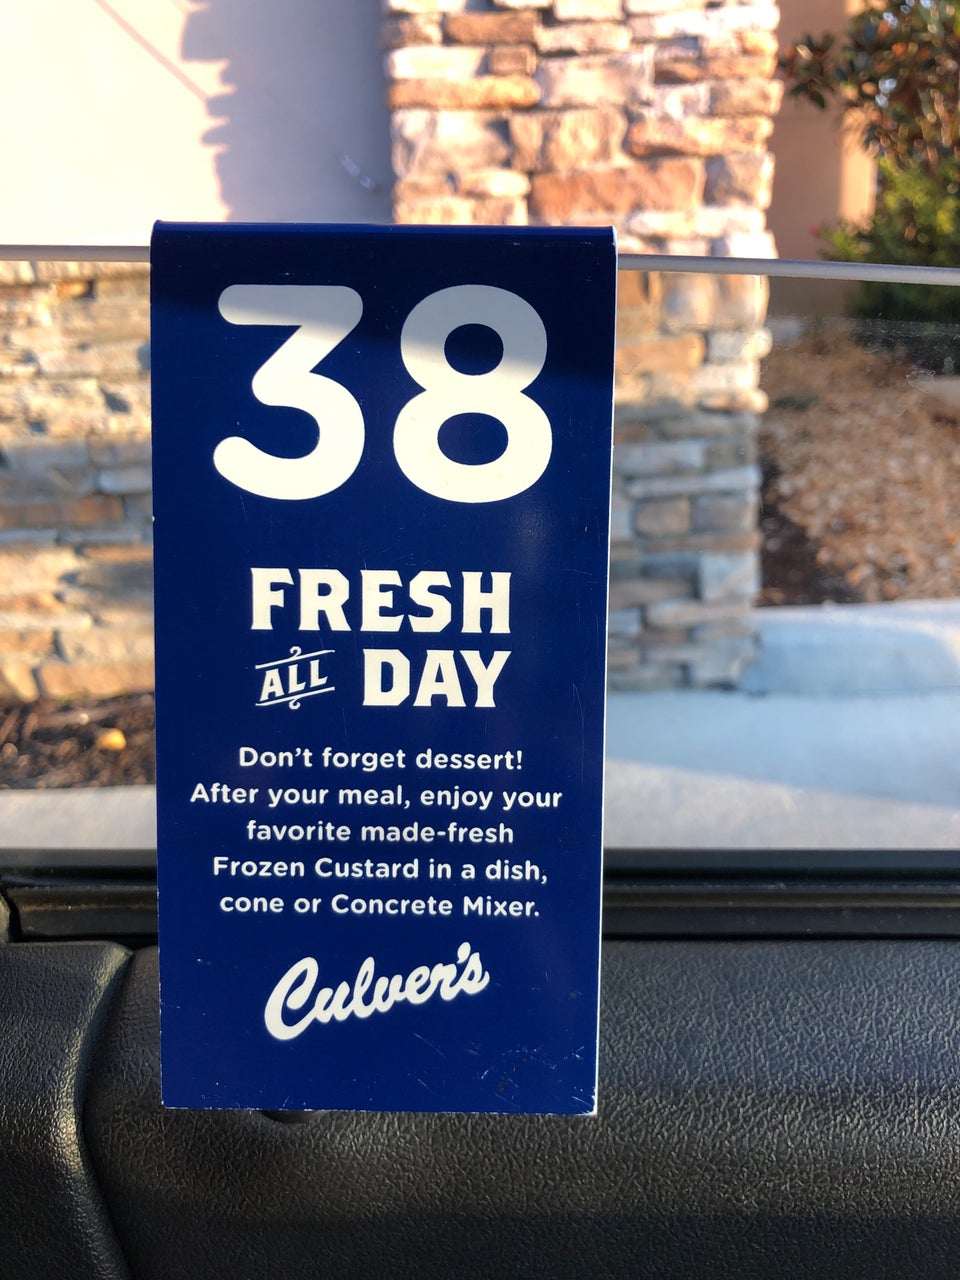 38
FRESH
ALL DAY
Don't forget dessert!
After your meal, enjoy your
favorite made-fresh
Frozen Custard in a dish,
cone or Concrete Mixer.
Culver's